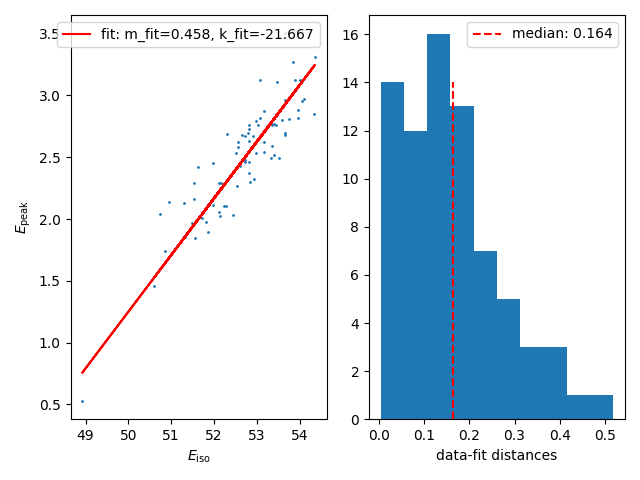 3.5
3.0
2.5
2.0
1.5
1.0
0.5
49 50 51 52 53 54
E_peak
E_iso
fit: m_fit=0.458, k_fit=-21.667
16
14
12
10
8
6
4
2
0
0.0 0.1 0.2 0.3 0.4 0.5
data-fit distances
median: 0.164